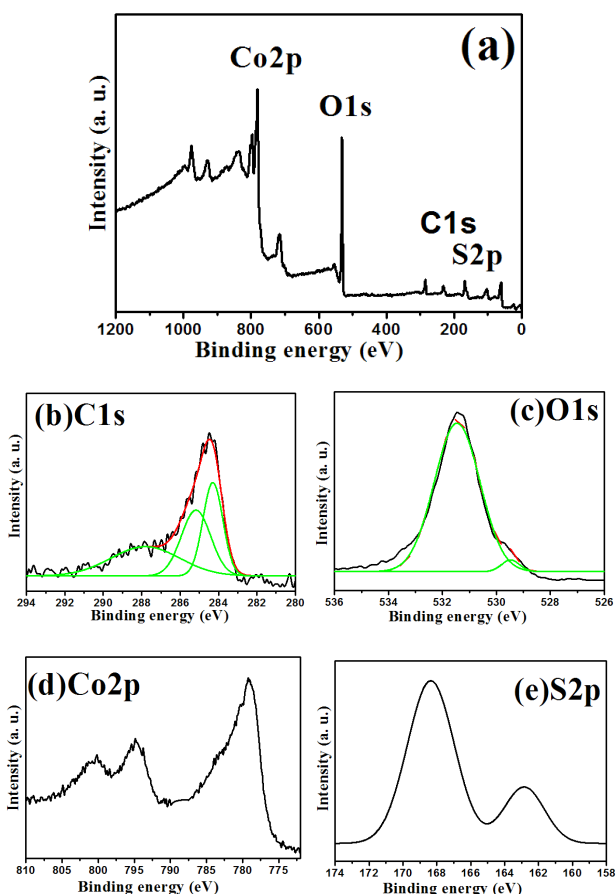 (a)
Co2p
O1s
C1s
S2p
Intensity (a. u.)
1200 1000 800 600 400 200 0
Binding energy (eV)
(b)C1s
Intensity (a. u.)
294 292 290 288 286 284 282 280
Binding energy (eV)
(c)O1s
Intensity (a. u.)
536 534 532 530 528 526
Binding energy (eV)
(d)Co2p
Intensity (a. u.)
810 805 800 795 790 785 780 775
Binding energy (eV)
(e)S2p
Intensity (a. u.)
174 172 170 168 166 164 162 160 158
Binding energy (eV)